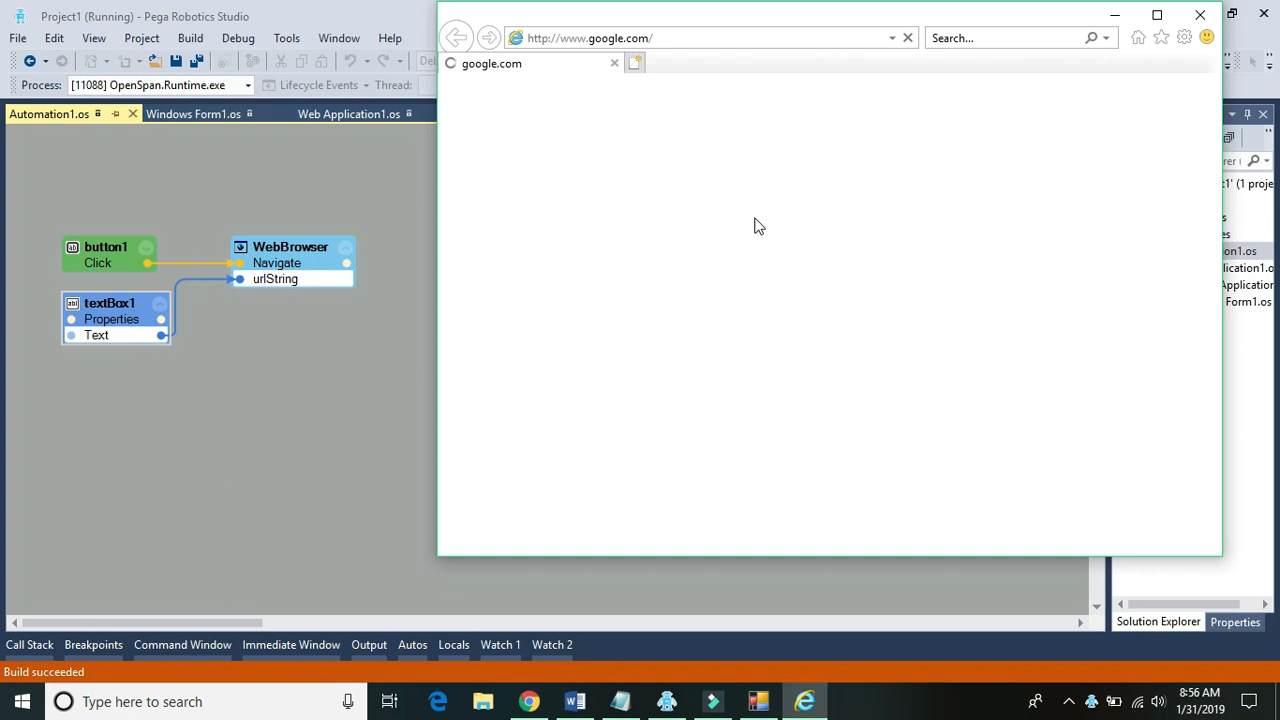 Project1 (Running) - Pega Robotics Studio
File Edit View Project Build Debug Tools Window Help
Process: [11088] OpenSpan.Runtime.exe Lifecycle Events Thread:
Automation1.os Windows Form1.os Web Application1.os
http://www.google.com/
Search...
google.com
button1
Click
WebBrowser
Navigate
urlString
textBox1
Properties
Text
Solution Explorer Properties
Call Stack Breakpoints Command Window Immediate Window Output Autos Locals Watch 1 Watch 2
Build succeeded
Type here to search
8:56 AM
1/31/2019